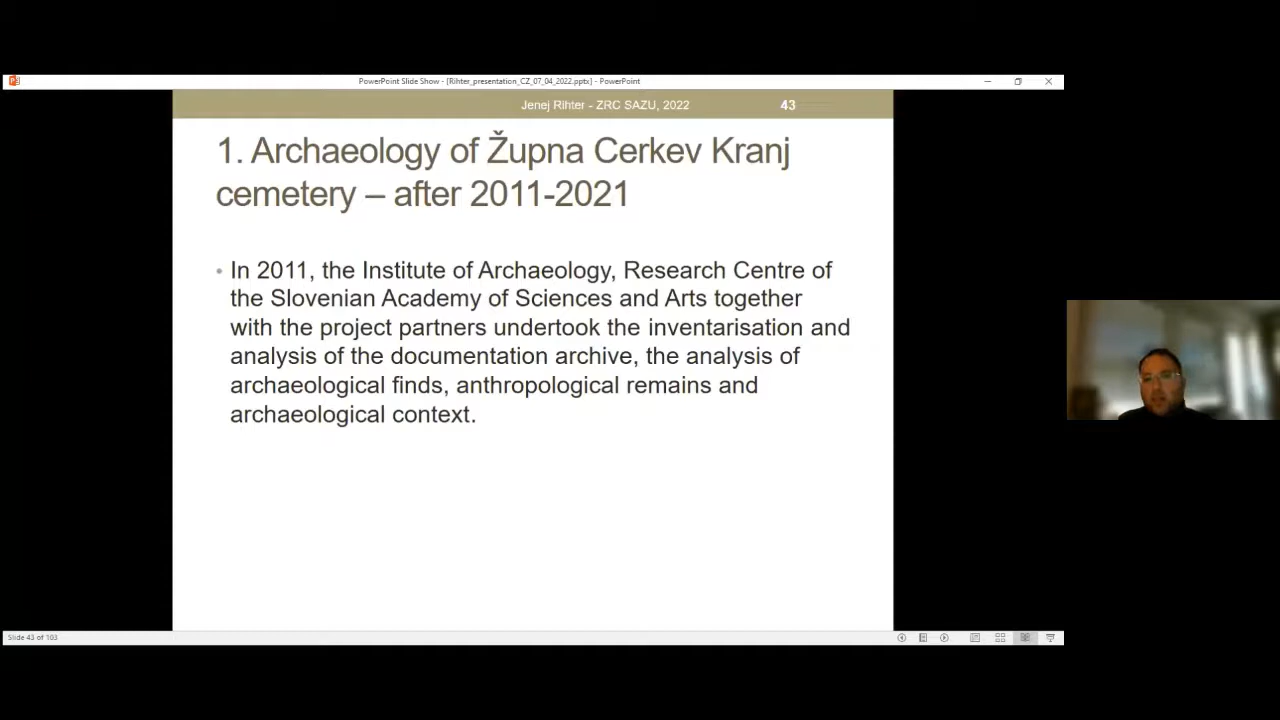 PowerPoint Slide Show - [Rihter_presentation_CZ_07_04_2022.pptx] - PowerPoint
Jenej Rihter - ZRC SAZU, 2022
43
1. Archaeology of Župna Cerkev Kranj
cemetery – after 2011-2021
• In 2011, the Institute of Archaeology, Research Centre of
the Slovenian Academy of Sciences and Arts together
with the project partners undertook the inventarisation and
analysis of the documentation archive, the analysis of
archaeological finds, anthropological remains and
archaeological context.
Slide 43 of 103